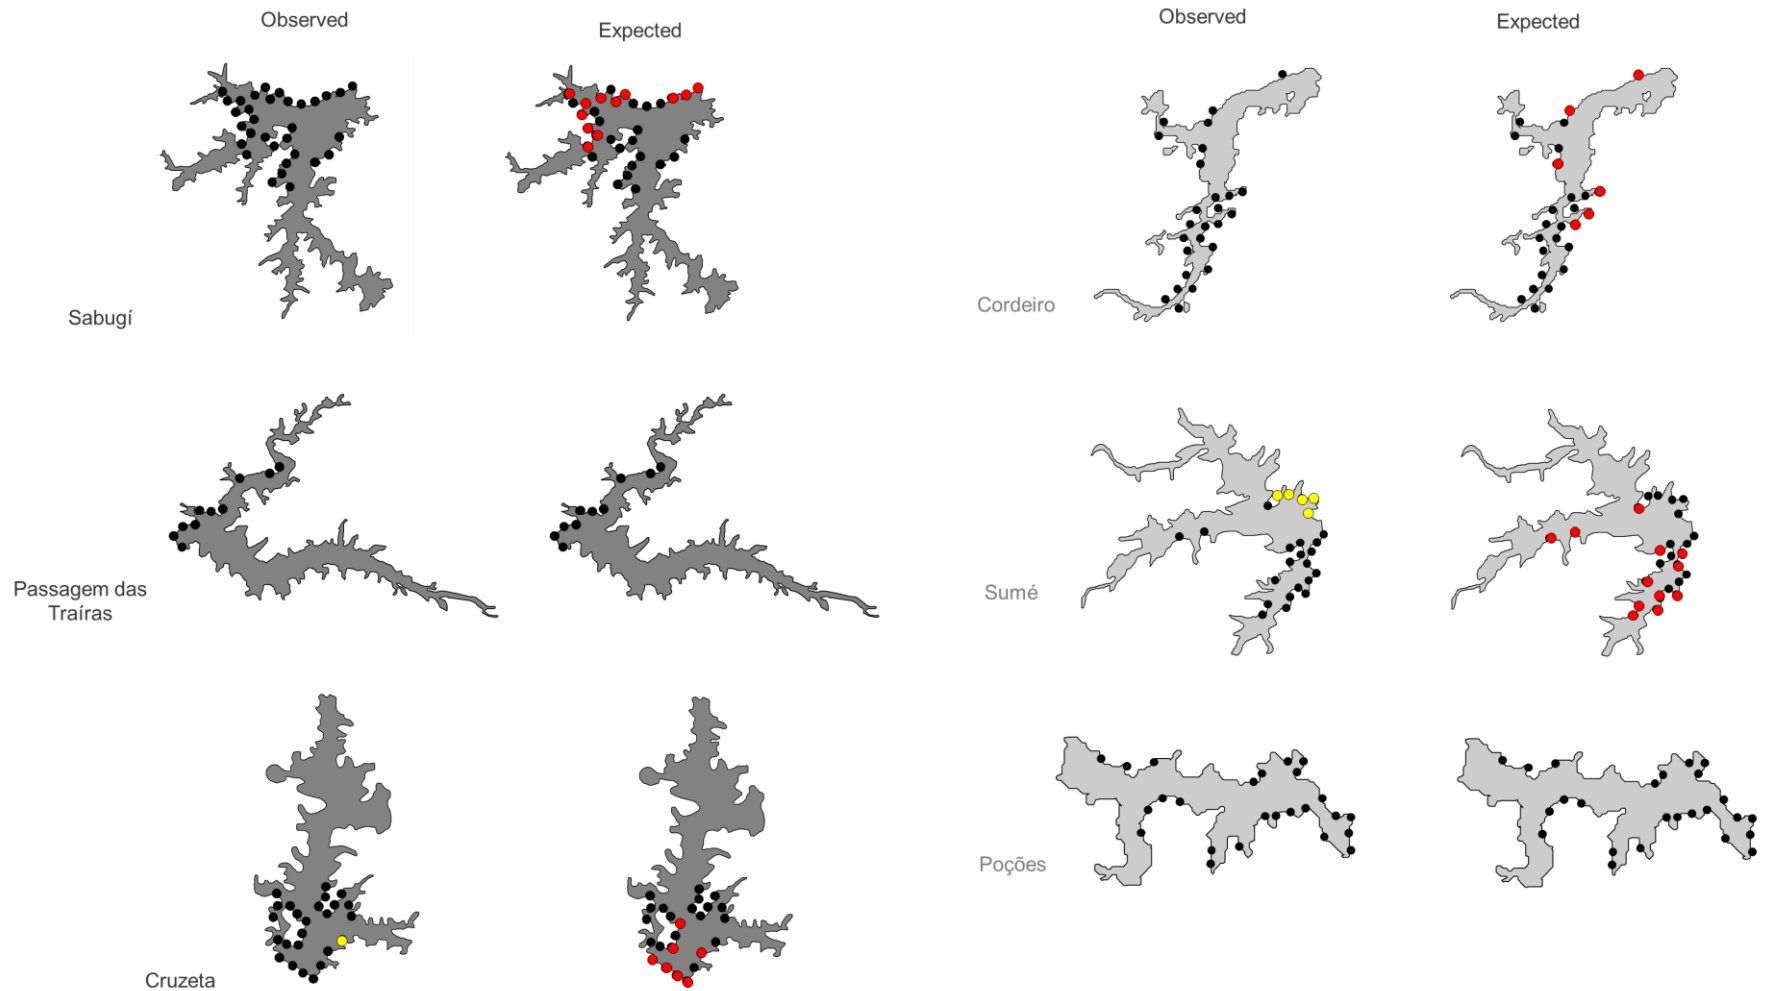 Observed
Expected
Observed
Expected
Sabugí
Cordeiro
Passagem das
Traíras
Sumé
Cruzeta
Poções